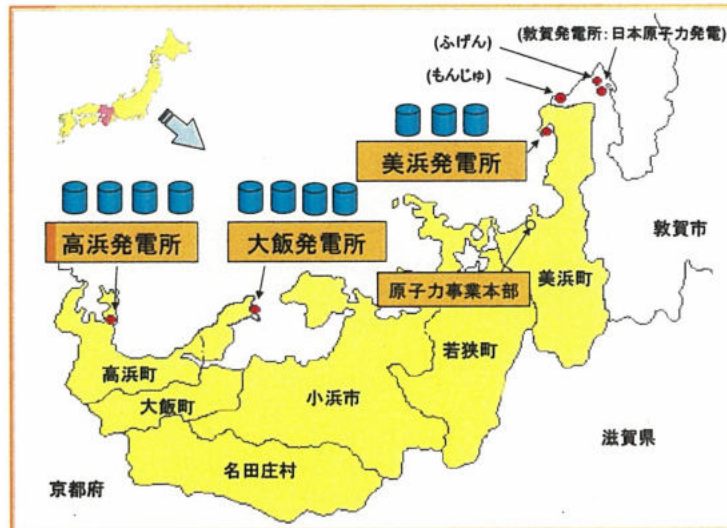 (敦賀発電所:日本原子力発電)
(ふげん)
(もんじゅ)
美浜発電所
高浜発電所
大飯発電所
敦賀市
原子力事業本部
美浜町
若狭町
高浜町
大飯町
小浜市
滋賀県
名田庄村
京都府